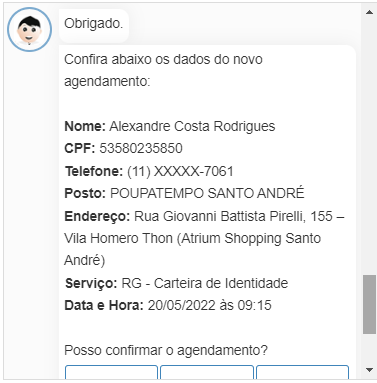 Obrigado.
Confira abaixo os dados do novo
agendamento:
Nome: Alexandre Costa Rodrigues
CPF: 53580235850
Telefone: (11) XXXXX-7061
Posto: POUPATEMPO SANTO ANDRÉ
Endereço: Rua Giovanni Battista Pirelli, 155 –
Vila Homero Thon (Atrium Shopping Santo
André)
Serviço: RG - Carteira de Identidade
Data e Hora: 20/05/2022 às 09:15
Posso confirmar o agendamento?